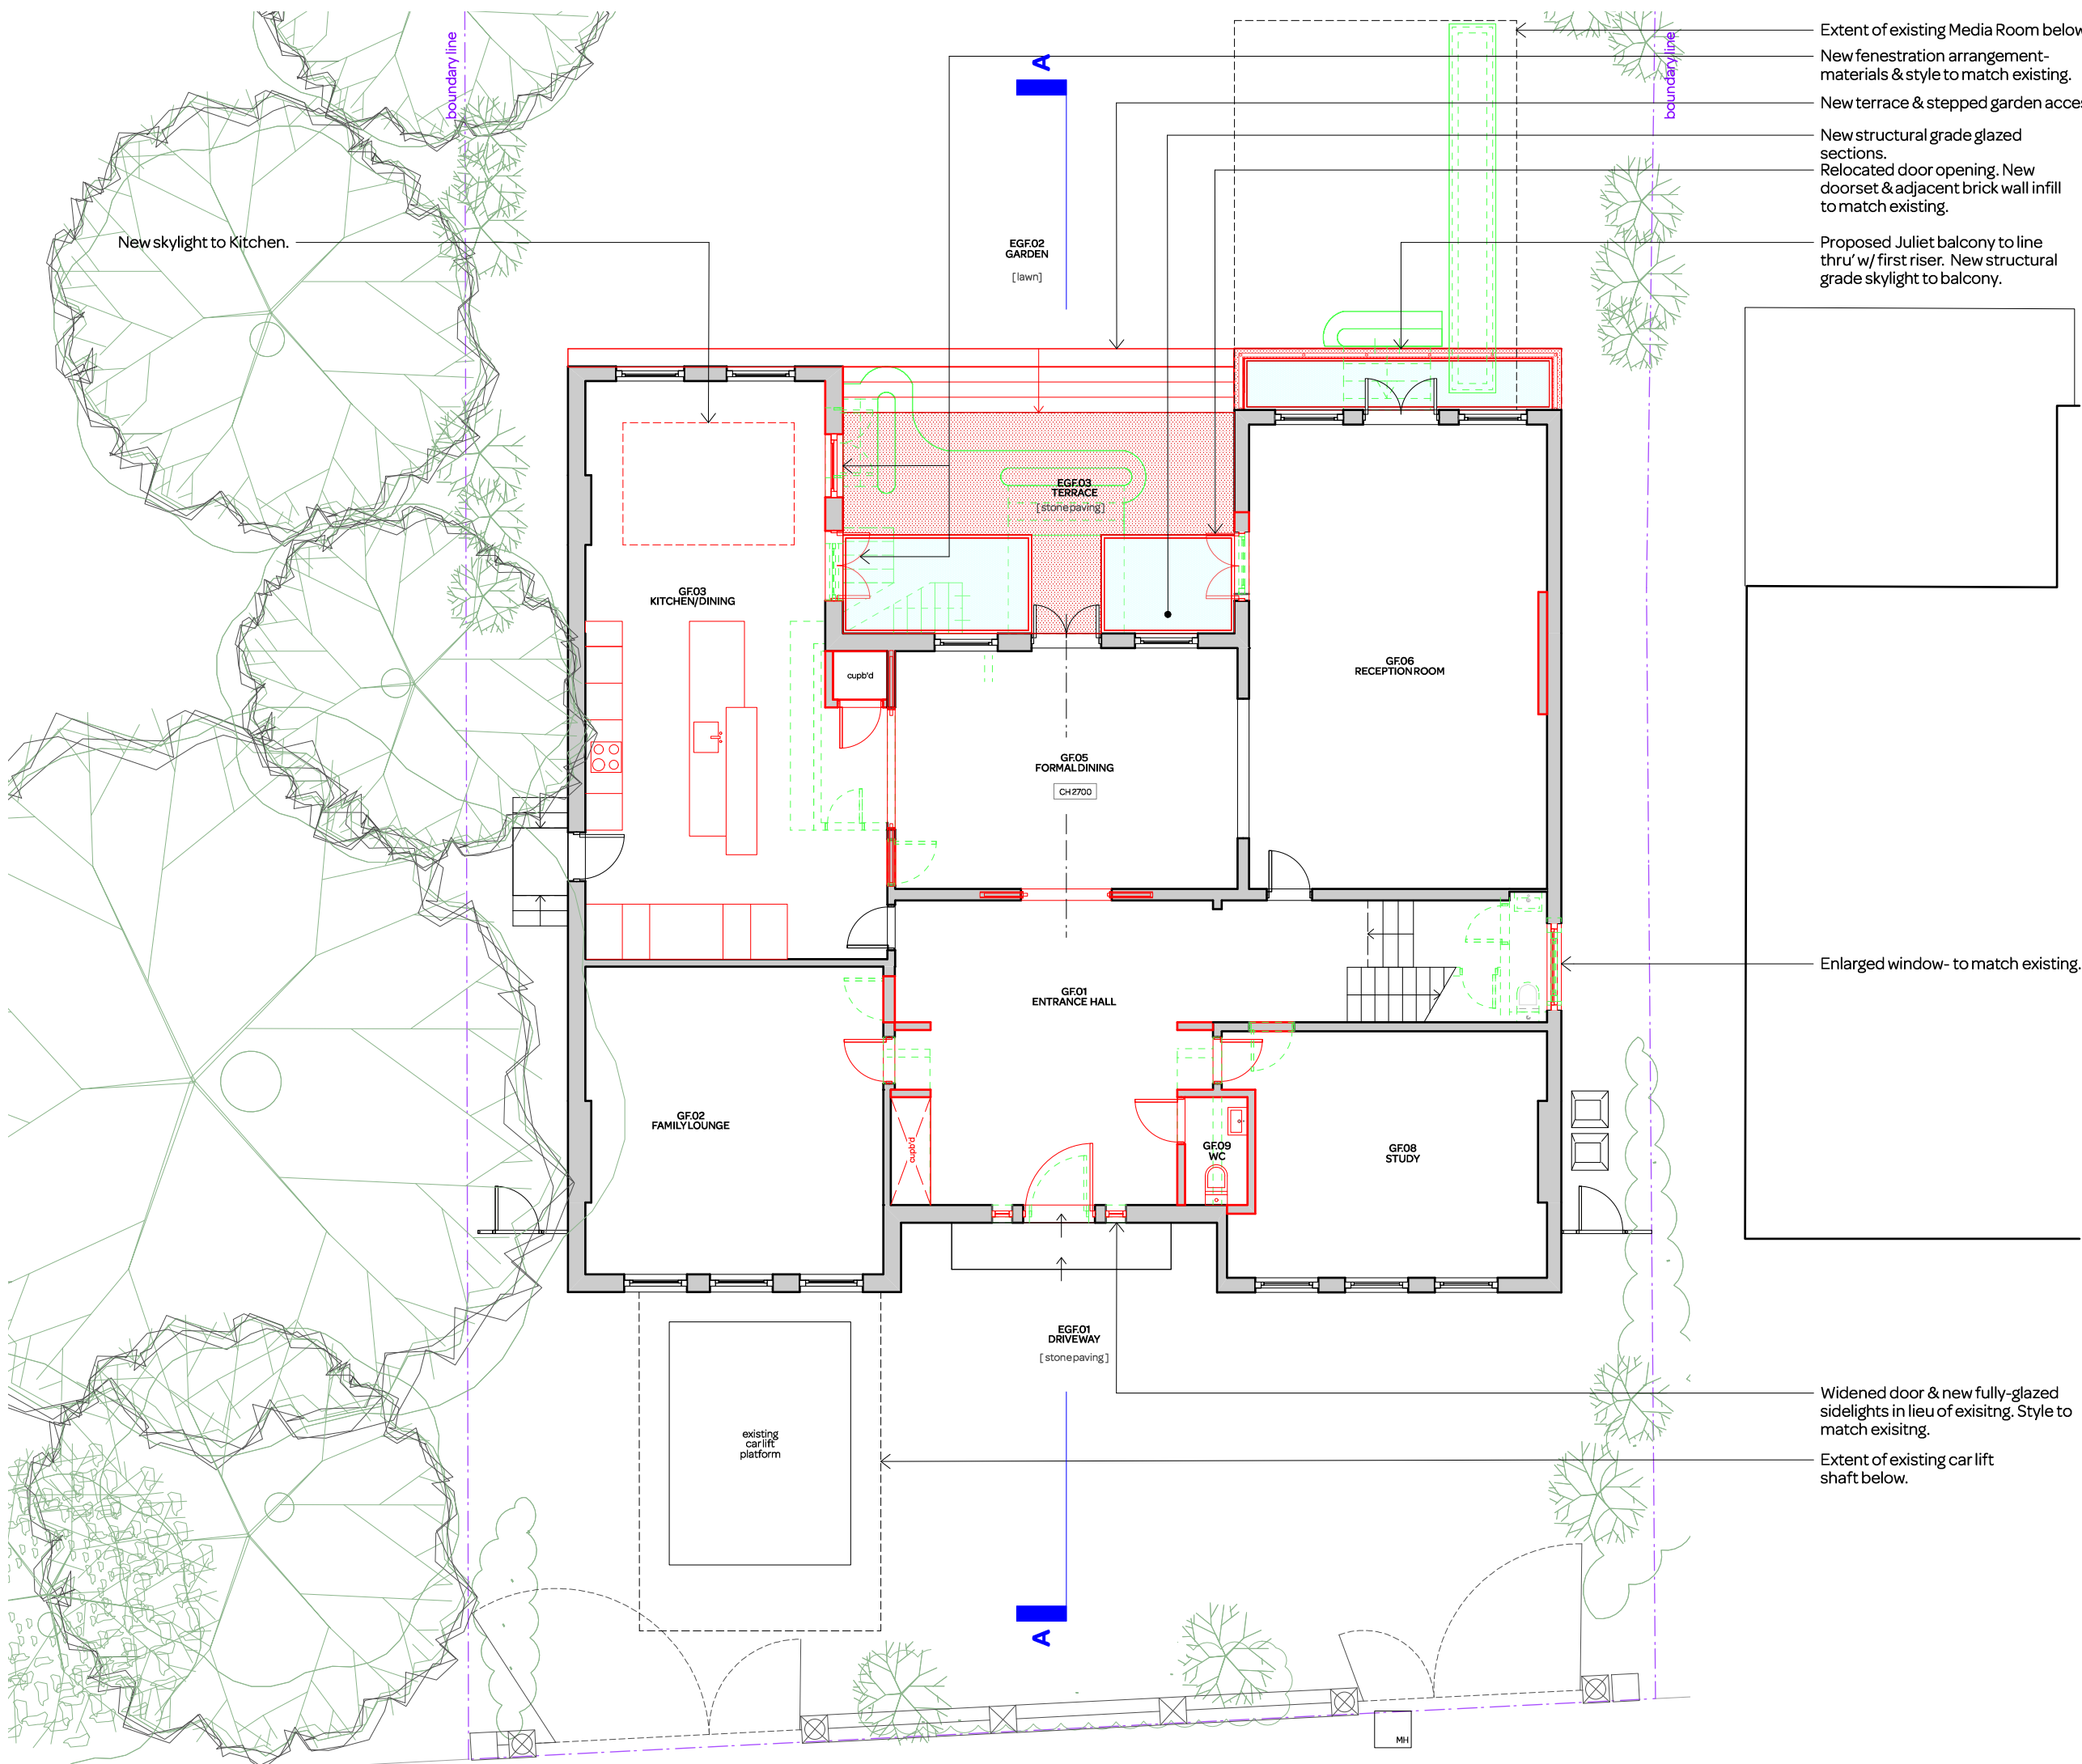 boundary line
A
boundary line
Extent of existing Media Room below
New fenestration arrangement-
materials & style to match existing.
New terrace & stepped garden acces
New structural grade glazed
sections.
Relocated door opening. New
doorset & adjacent brick wall infill
to match existing.
New skylight to Kitchen.
EGF.02
GARDEN
[ lawn ]
Proposed Juliet balcony to line
thru' w/ first riser. New structural
grade skylight to balcony.
EGF.03
TERRACE
[ stone paving ]
GF.03
KITCHEN/DINING
cupb'd
GF.06
RECEPTION ROOM
GF.05
FORMAL DINING
CH 2700
GF.01
ENTRANCE HALL
Enlarged window- to match existing.
GF.02
FAMILY LOUNGE
cupb'd
GF.09
WC
GF.08
STUDY
EGF.01
DRIVEWAY
[ stone paving ]
Widened door & new fully-glazed
sidelights in lieu of exisitng. Style to
match exisitng.
existing
car lift
platform
Extent of existing car lift
shaft below.
A
MH